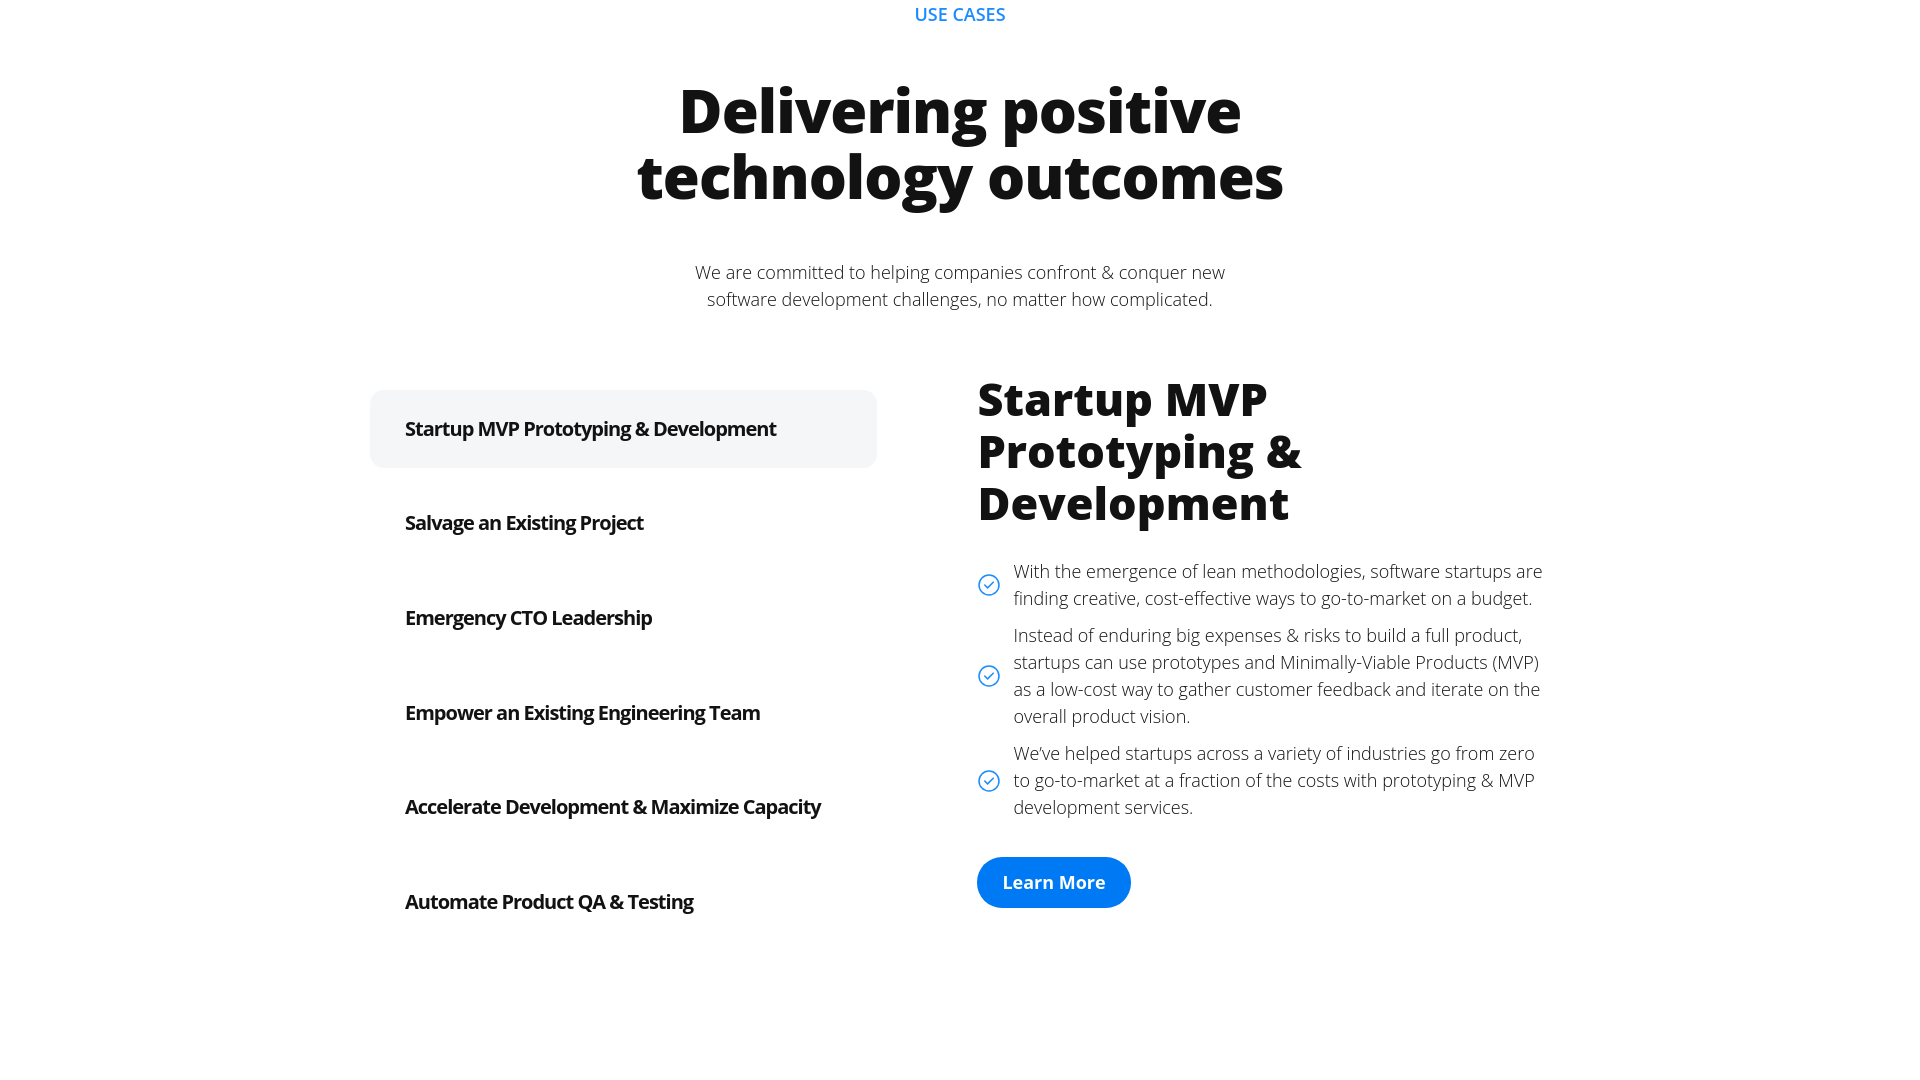 USE CASES
Delivering positive
technology outcomes
We are committed to helping companies confront & conquer new
software development challenges, no matter how complicated.
Startup MVP Prototyping & Development
Salvage an Existing Project
Emergency CTO Leadership
Empower an Existing Engineering Team
Accelerate Development & Maximize Capacity
Automate Product QA & Testing
Startup MVP
Prototyping &
Development
With the emergence of lean methodologies, software startups are
finding creative, cost-effective ways to go-to-market on a budget.
Instead of enduring big expenses & risks to build a full product,
startups can use prototypes and Minimally-Viable Products (MVP)
as a low-cost way to gather customer feedback and iterate on the
overall product vision.
We’ve helped startups across a variety of industries go from zero
to go-to-market at a fraction of the costs with prototyping & MVP
development services.
Learn More